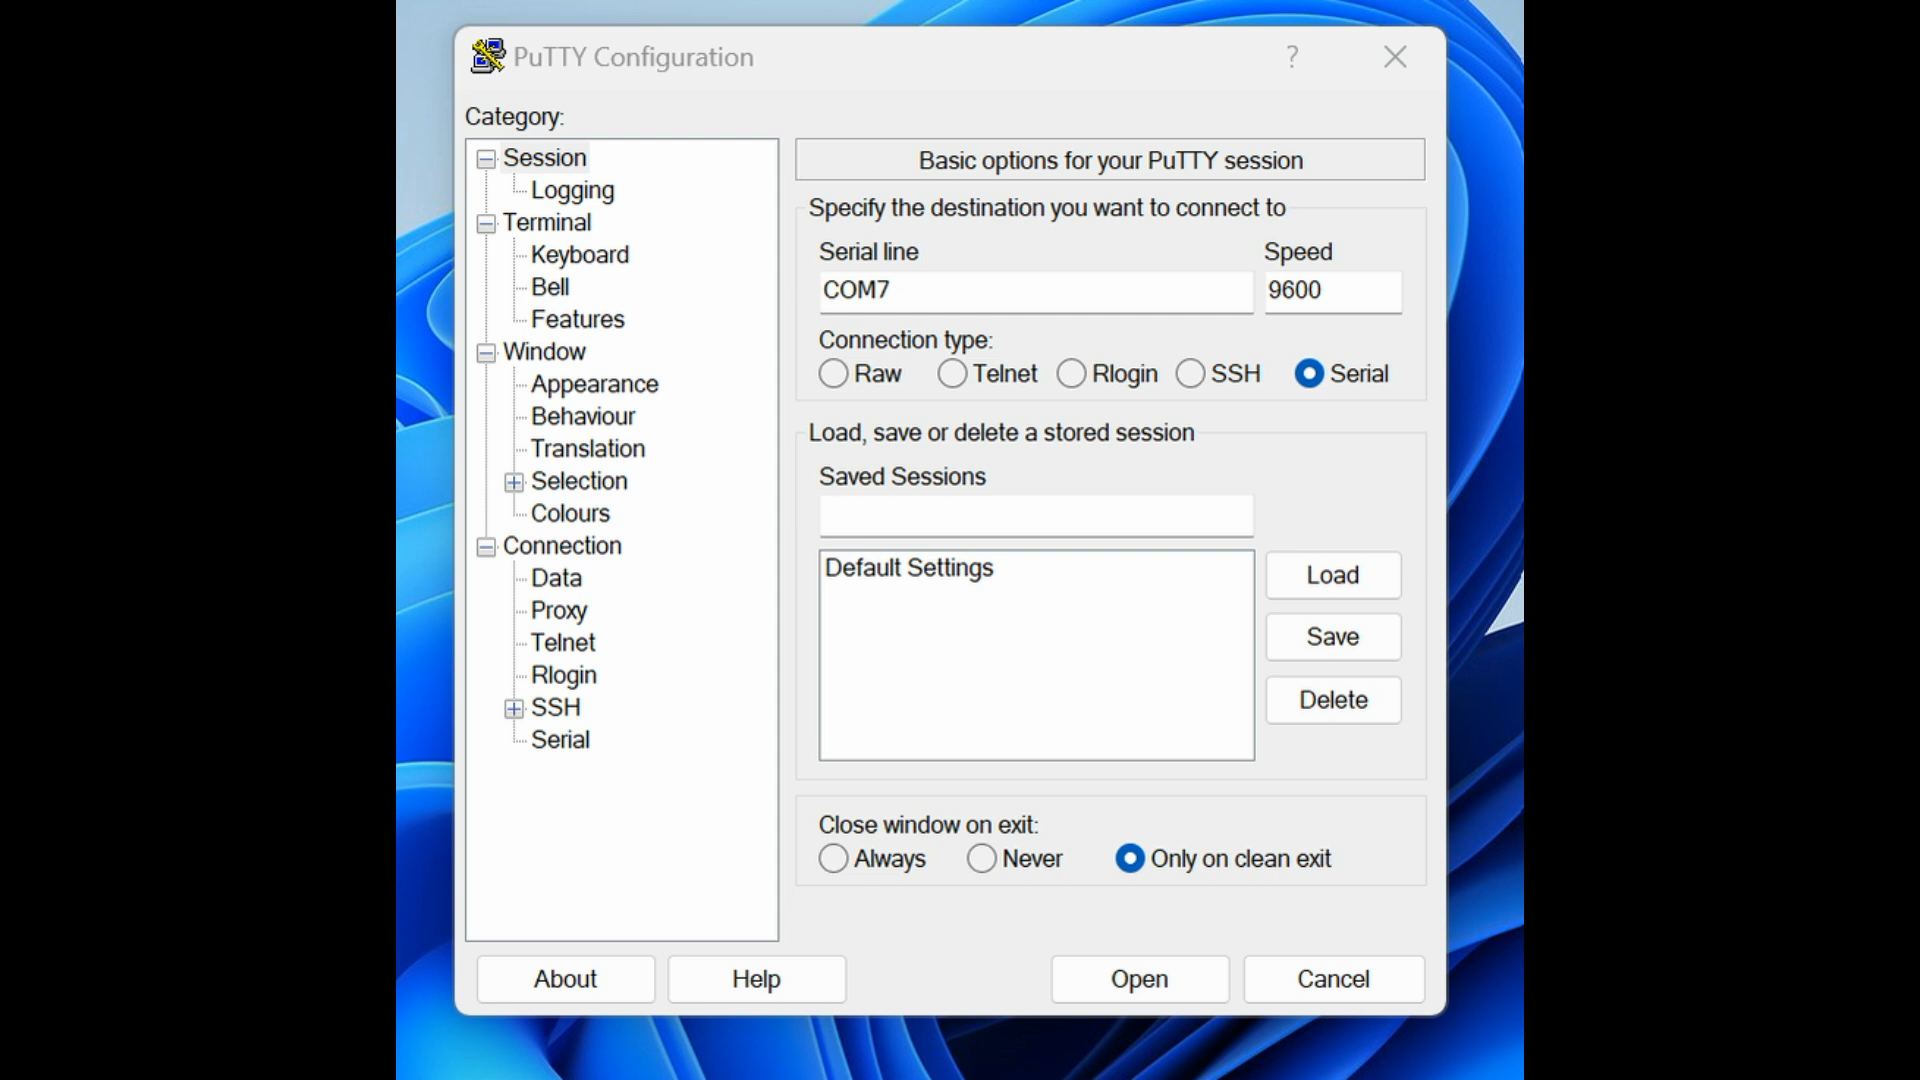 PuTTY Configuration
?
Category:
Session
Logging
Terminal
Keyboard
Bell
Features
Window
Appearance
Behaviour
Translation
Selection
Colours
Connection
Data
Proxy
Telnet
Rlogin
SSH
Serial
Basic options for your PuTTY session
Specify the destination you want to connect to
Serial line Speed
COM7 9600
Connection type:
Raw Telnet Rlogin SSH Serial
Load, save or delete a stored session
Saved Sessions
Default Settings
Load
Save
Delete
Close window on exit:
Always Never Only on clean exit
About Help Open Cancel